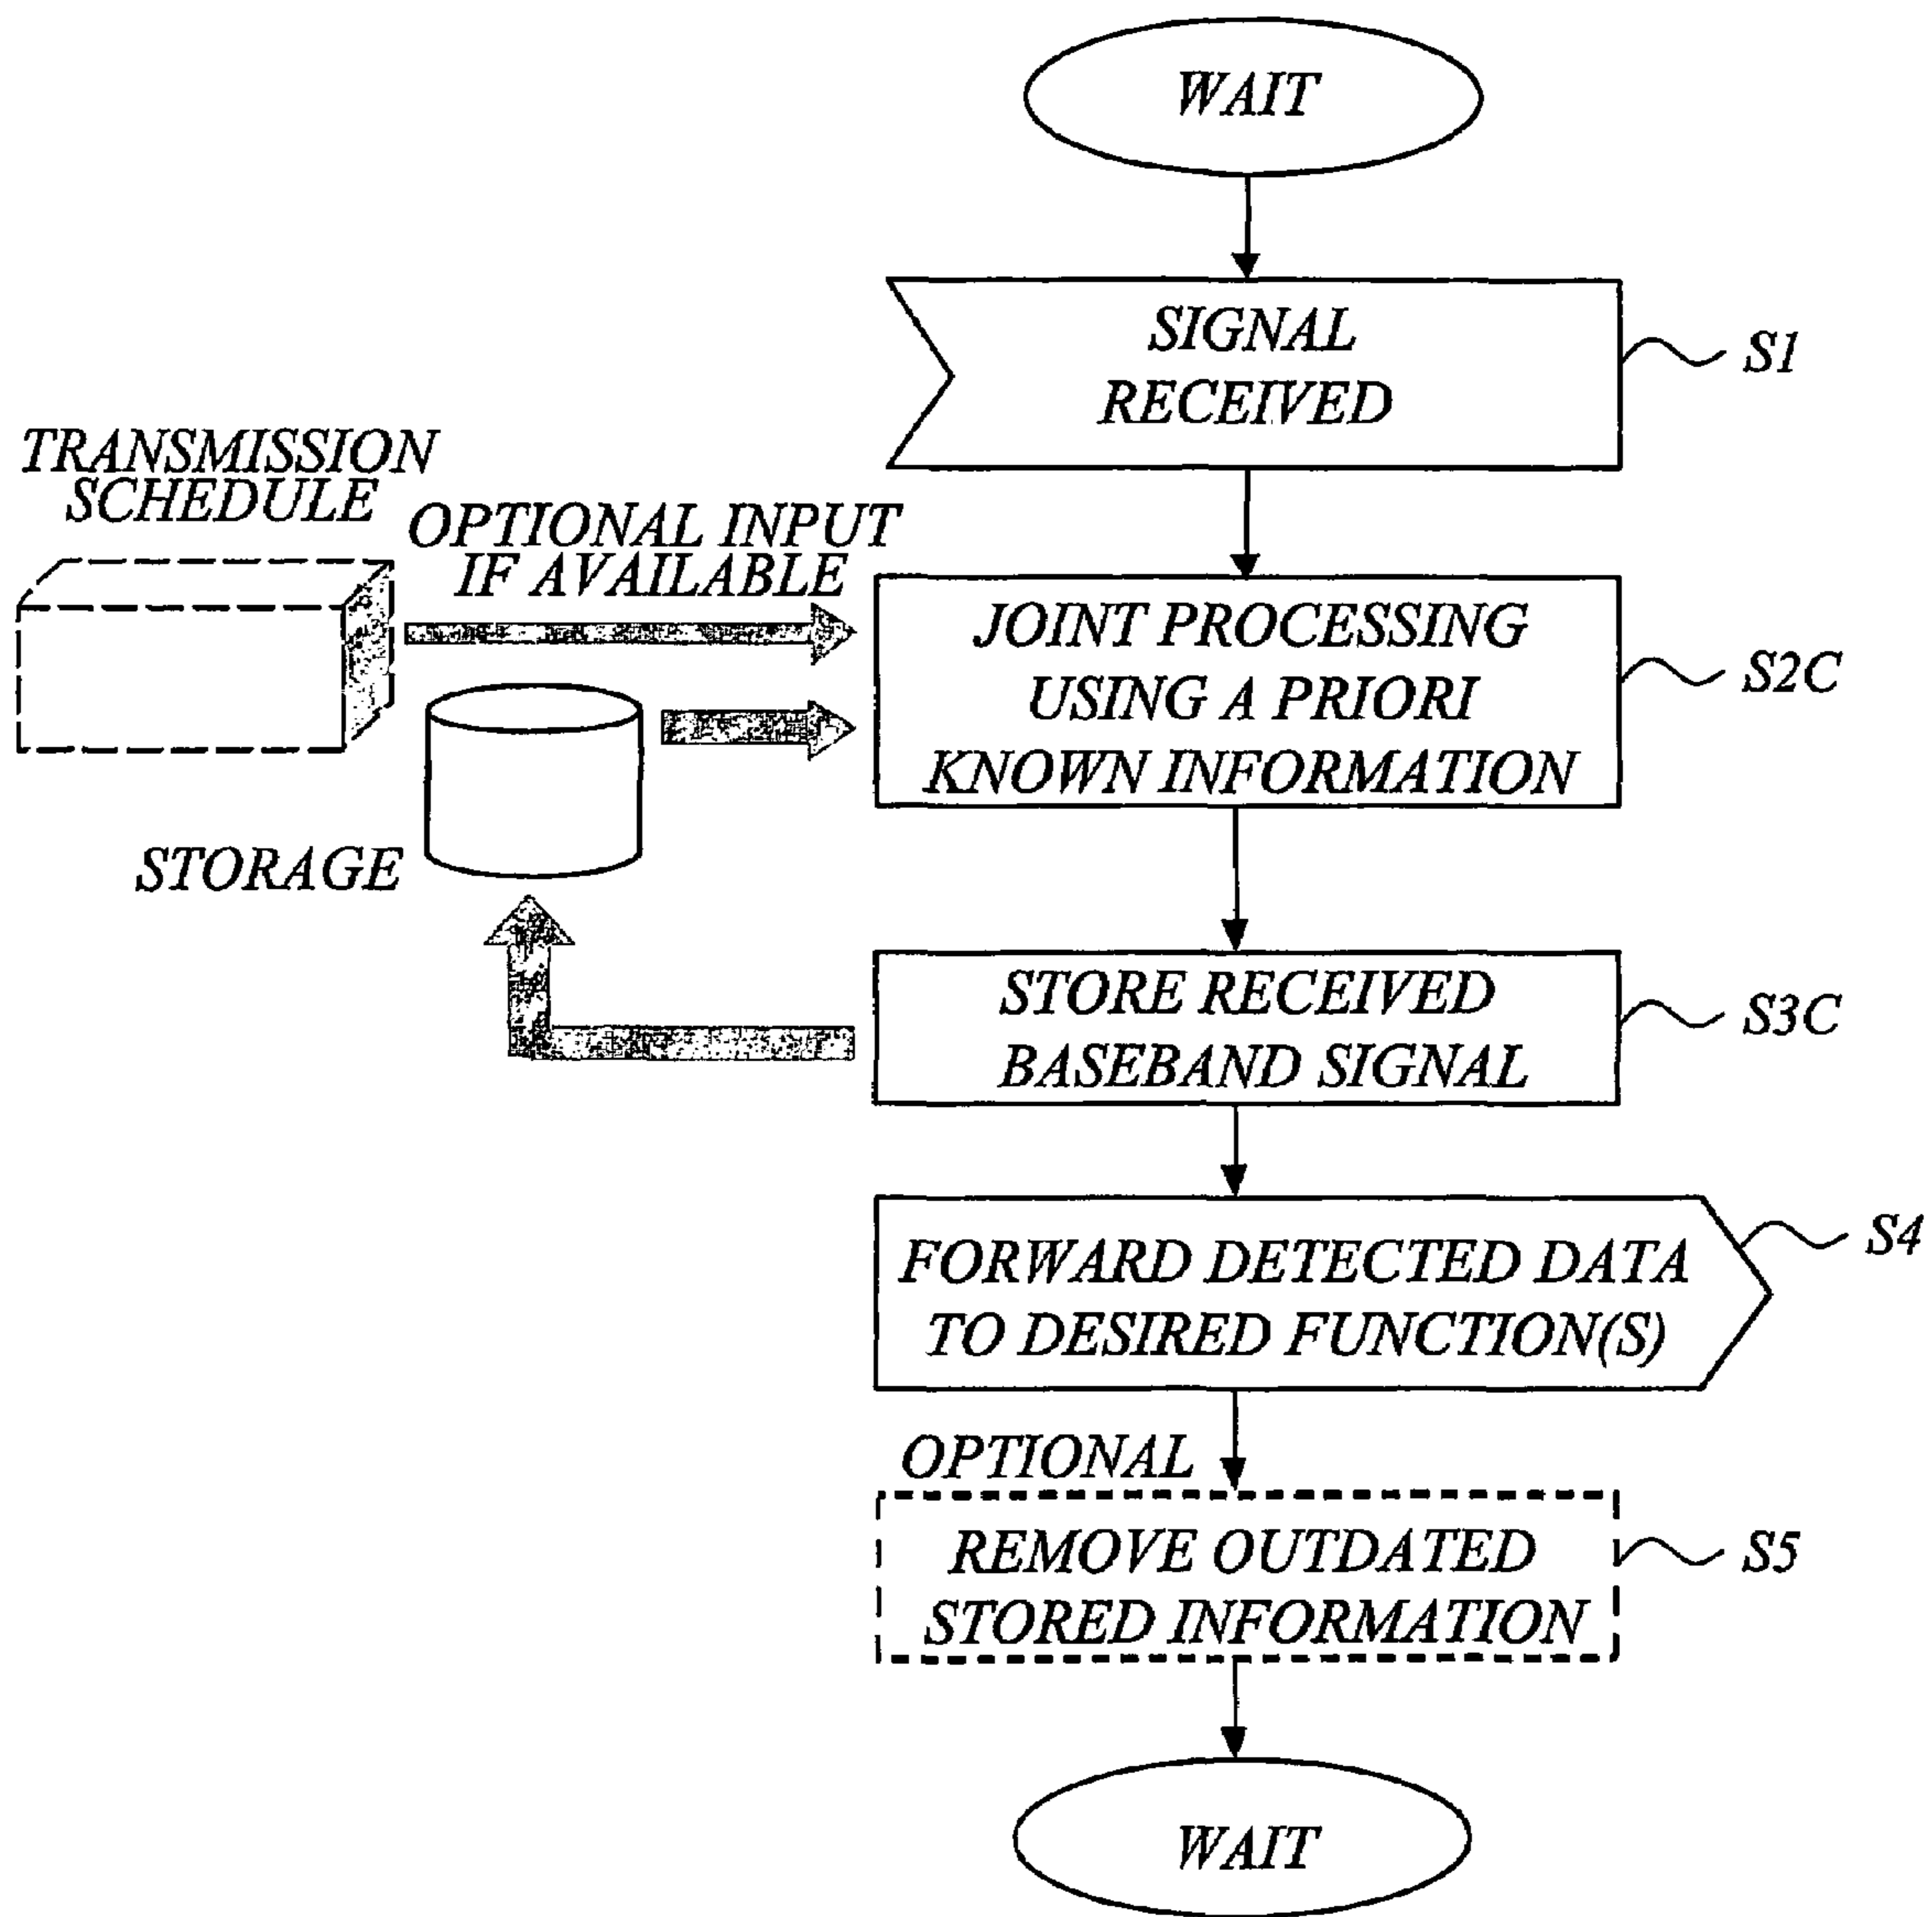 WAIT
SIGNAL
RECEIVED
S1
TRANSMISSION
SCHEDULE
OPTIONAL INPUT
IF AVAILABLE
JOINT PROCESSING
USING A PRIORI
KNOWN INFORMATION
S2C
STORAGE
STORE RECEIVED
BASEBAND SIGNAL
S3C
FORWARD DETECTED DATA
TO DESIRED FUNCTION(S)
S4
OPTIONAL
REMOVE OUTDATED
STORED INFORMATION
S5
WAIT